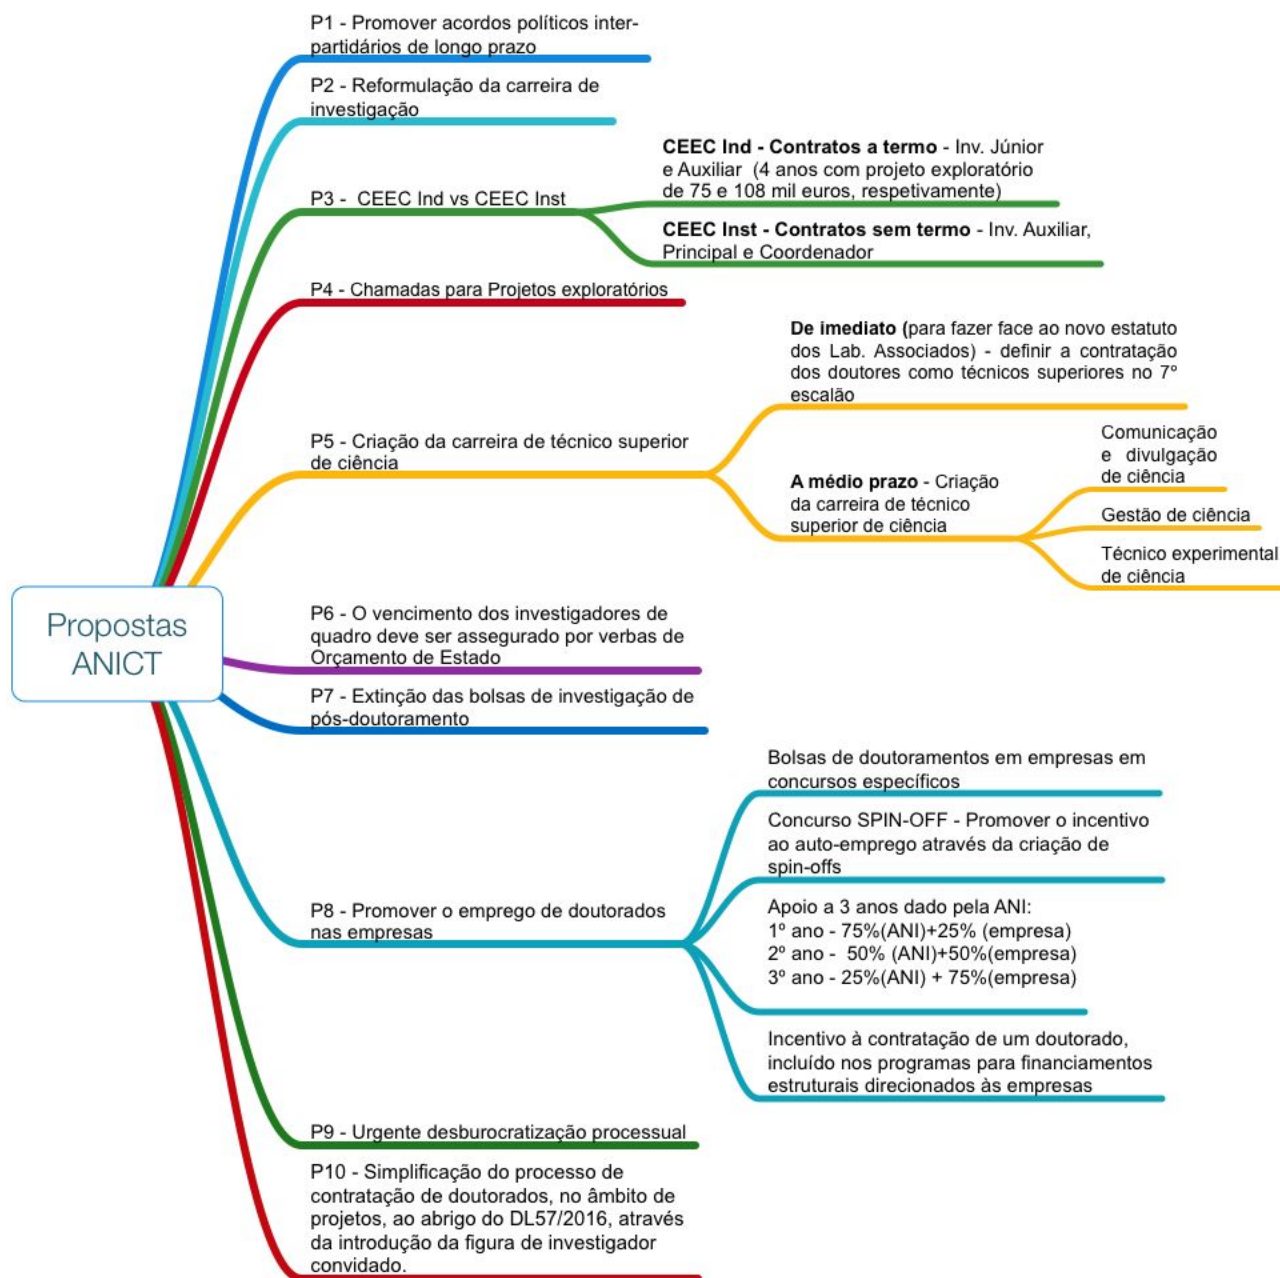 P1 - Promover acordos políticos inter-
partidários de longo prazo
P2 - Reformulação da carreira de
investigação
P3 -  CEEC Ind vs CEEC Inst
CEEC Ind - Contratos a termo - Inv. Júnior
e Auxiliar  (4 anos com projeto exploratório
de 75 e 108 mil euros, respetivamente)
CEEC Inst - Contratos sem termo - Inv. Auxiliar,
Principal e Coordenador
P4 - Chamadas para Projetos exploratórios
P5 - Criação da carreira de técnico superior
de ciência
De imediato (para fazer face ao novo estatuto
dos Lab. Associados) - definir a contratação
dos doutores como técnicos superiores no 7º
escalão
A médio prazo - Criação
da carreira de técnico
superior de ciência
Comunicação
e divulgação
de ciência
Gestão de ciência
Técnico experimental
de ciência
Propostas
ANICT
P6 - O vencimento dos investigadores de
quadro deve ser assegurado por verbas de
Orçamento de Estado
P7 - Extinção das bolsas de investigação de
pós-doutoramento
P8 - Promover o emprego de doutorados
nas empresas
Bolsas de doutoramentos em empresas em
concursos específicos
Concurso SPIN-OFF - Promover o incentivo
ao auto-emprego através da criação de
spin-offs
Apoio a 3 anos dado pela ANI:
1º ano - 75%(ANI)+25% (empresa)
2º ano -  50% (ANI)+50%(empresa)
3º ano - 25%(ANI) + 75%(empresa)
Incentivo à contratação de um doutorado,
incluído nos programas para financiamentos
estruturais direcionados às empresas
P9 - Urgente desburocratização processual
P10 - Simplificação do processo de
contratação de doutorados, no âmbito de
projetos, ao abrigo do DL57/2016, através
da introdução da figura de investigador
convidado.